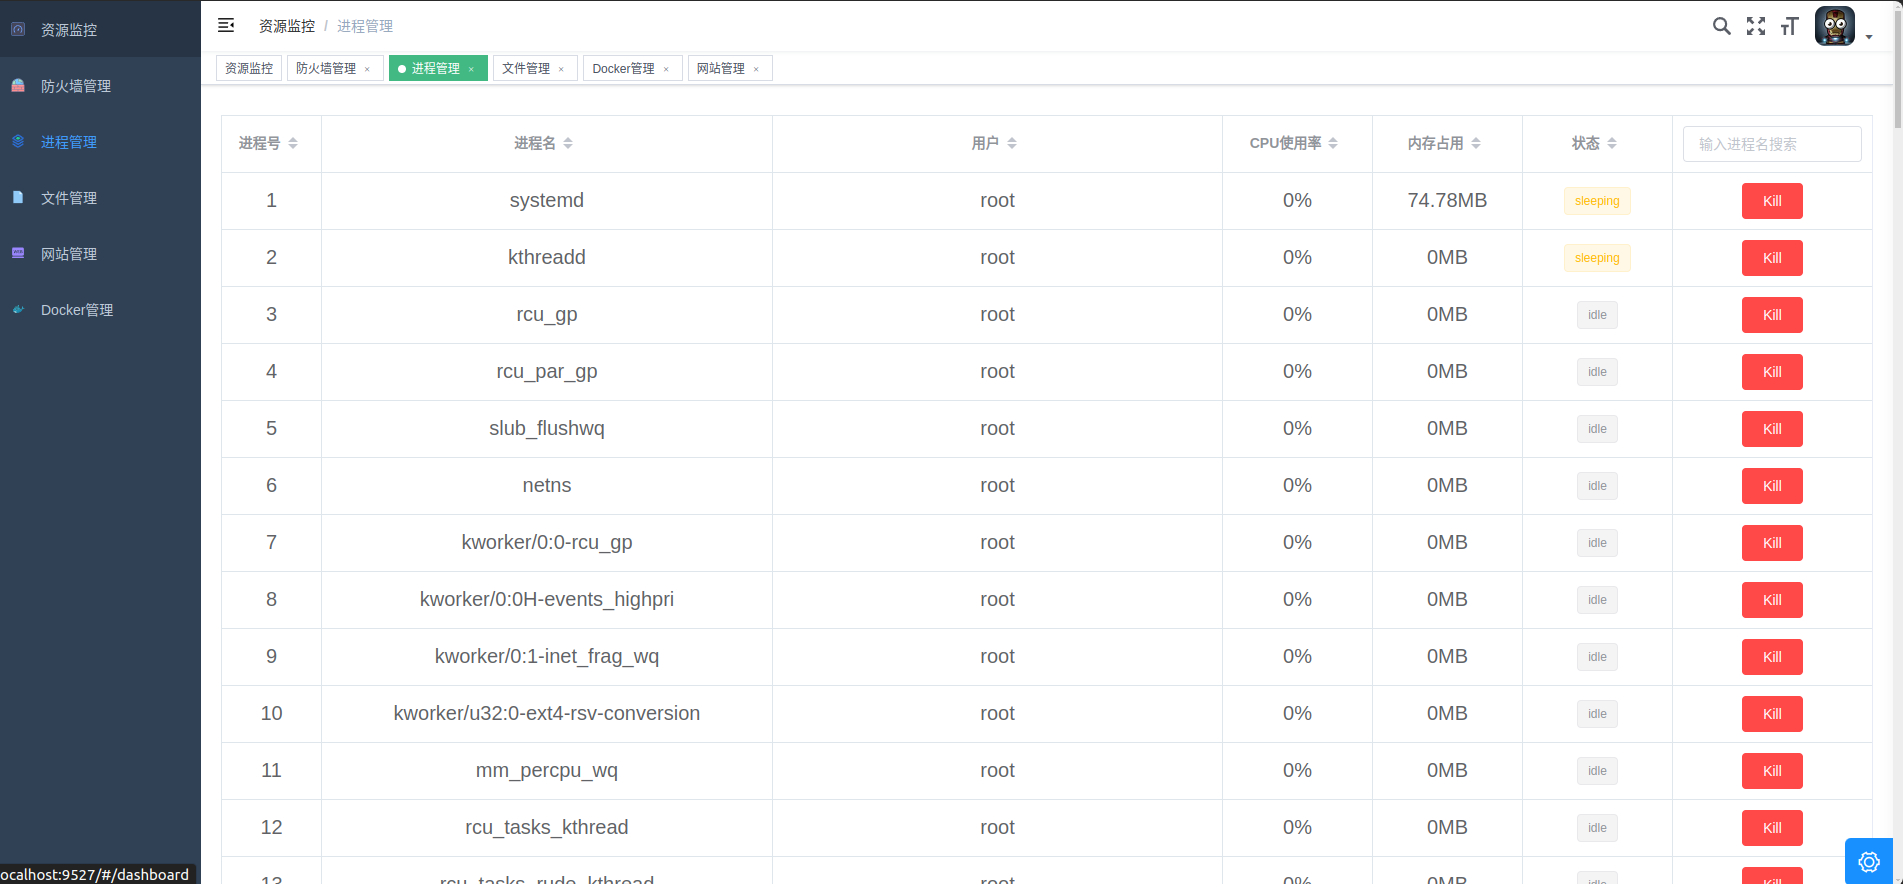 资源监控
防火墙管理
进程管理
文件管理
网站管理
Docker管理
资源监控 / 进程管理
资源监控 防火墙管理 × 进程管理 × 文件管理 × Docker管理 × 网站管理 ×
进程号 进程名 用户 CPU使用率 内存占用 状态 输入进程名搜索
1 systemd root 0% 74.78MB sleeping Kill
2 kthreadd root 0% 0MB sleeping Kill
3 rcu_gp root 0% 0MB idle Kill
4 rcu_par_gp root 0% 0MB idle Kill
5 slub_flushwq root 0% 0MB idle Kill
6 netns root 0% 0MB idle Kill
7 kworker/0:0-rcu_gp root 0% 0MB idle Kill
8 kworker/0:0H-events_highpri root 0% 0MB idle Kill
9 kworker/0:1-inet_frag_wq root 0% 0MB idle Kill
10 kworker/u32:0-ext4-rsv-conversion root 0% 0MB idle Kill
11 mm_percpu_wq root 0% 0MB idle Kill
12 rcu_tasks_kthread root 0% 0MB idle Kill
13 rcu_tasks_rude_kthread root 0% 0MB idle Kill
ocalhost:9527/#/dashboard